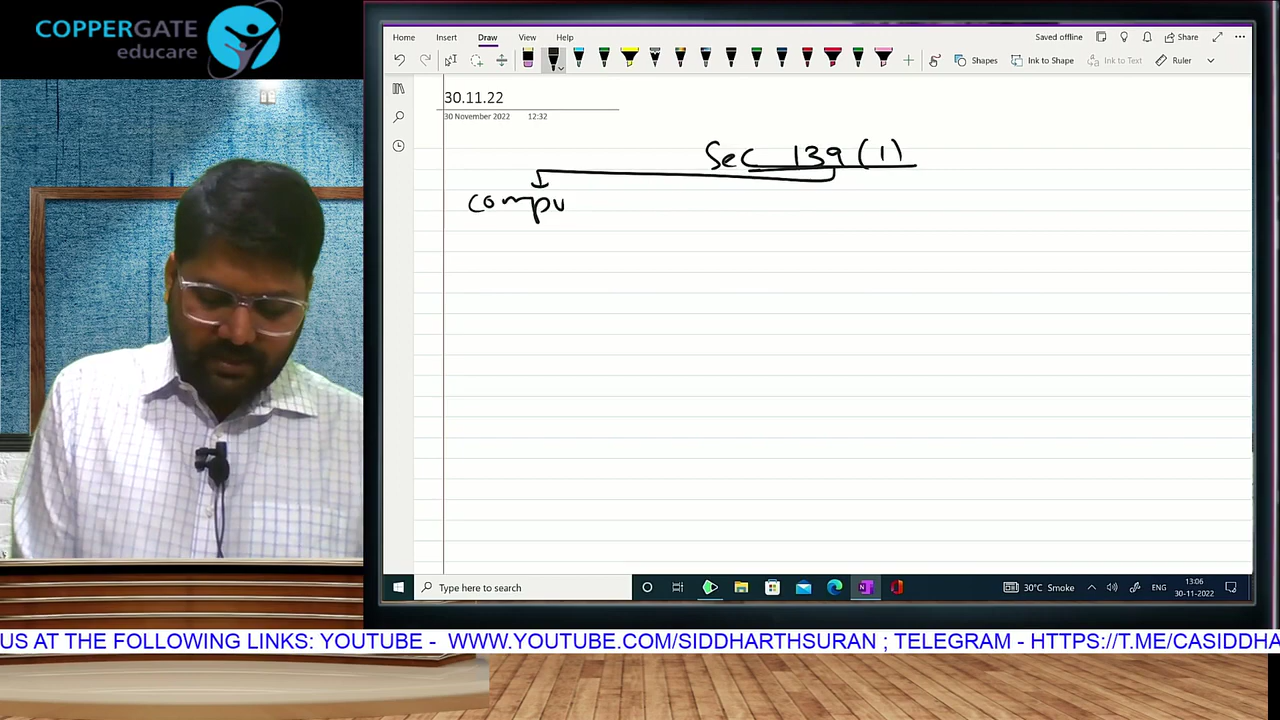 COPPERGATE
educare
Home Insert Draw View Help
Saved offline Share
Shapes Ink to Shape Ink to Text Ruler
30.11.22
30 November 2022 12:32
Sec 139(1)
compu
Type here to search
30°C Smoke ENG 13:06
30-11-2022
US AT THE FOLLOWING LINKS: YOUTUBE - WWW.YOUTUBE.COM/SIDDHARTHSURAN ; TELEGRAM - HTTPS://T.ME/CASIDDHA